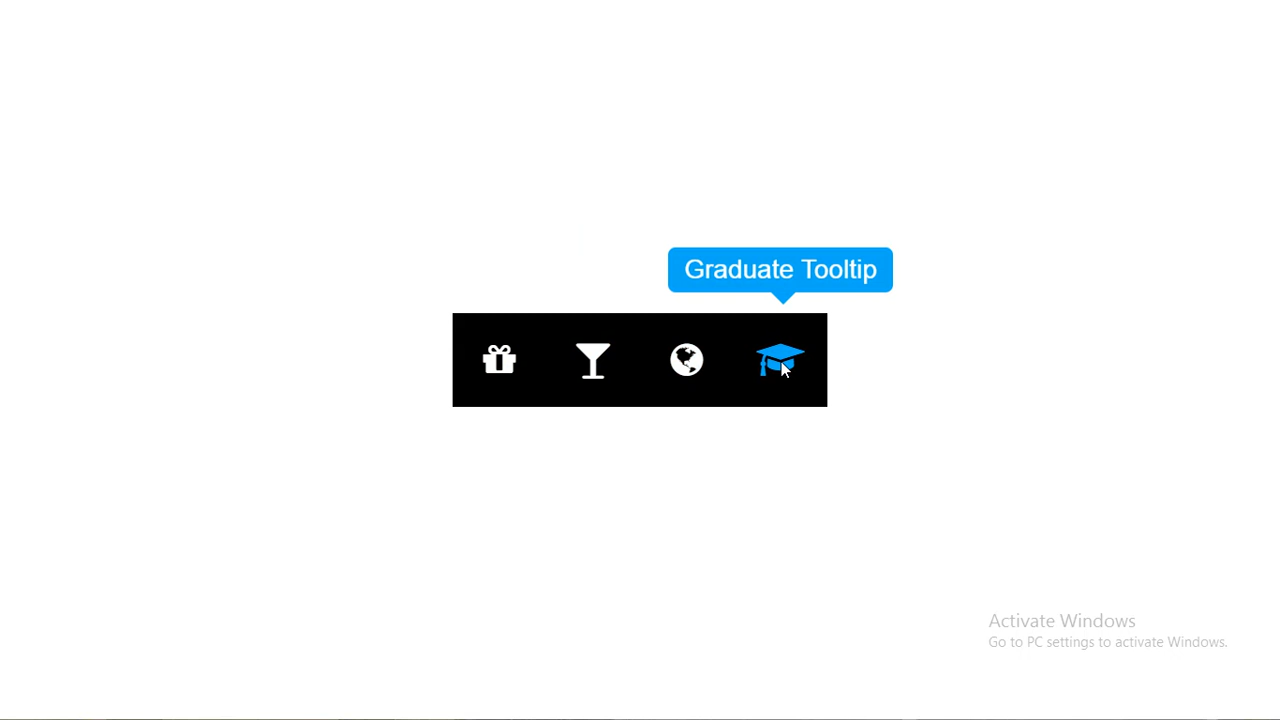 Graduate Tooltip
Activate Windows
Go to PC settings to activate Windows.